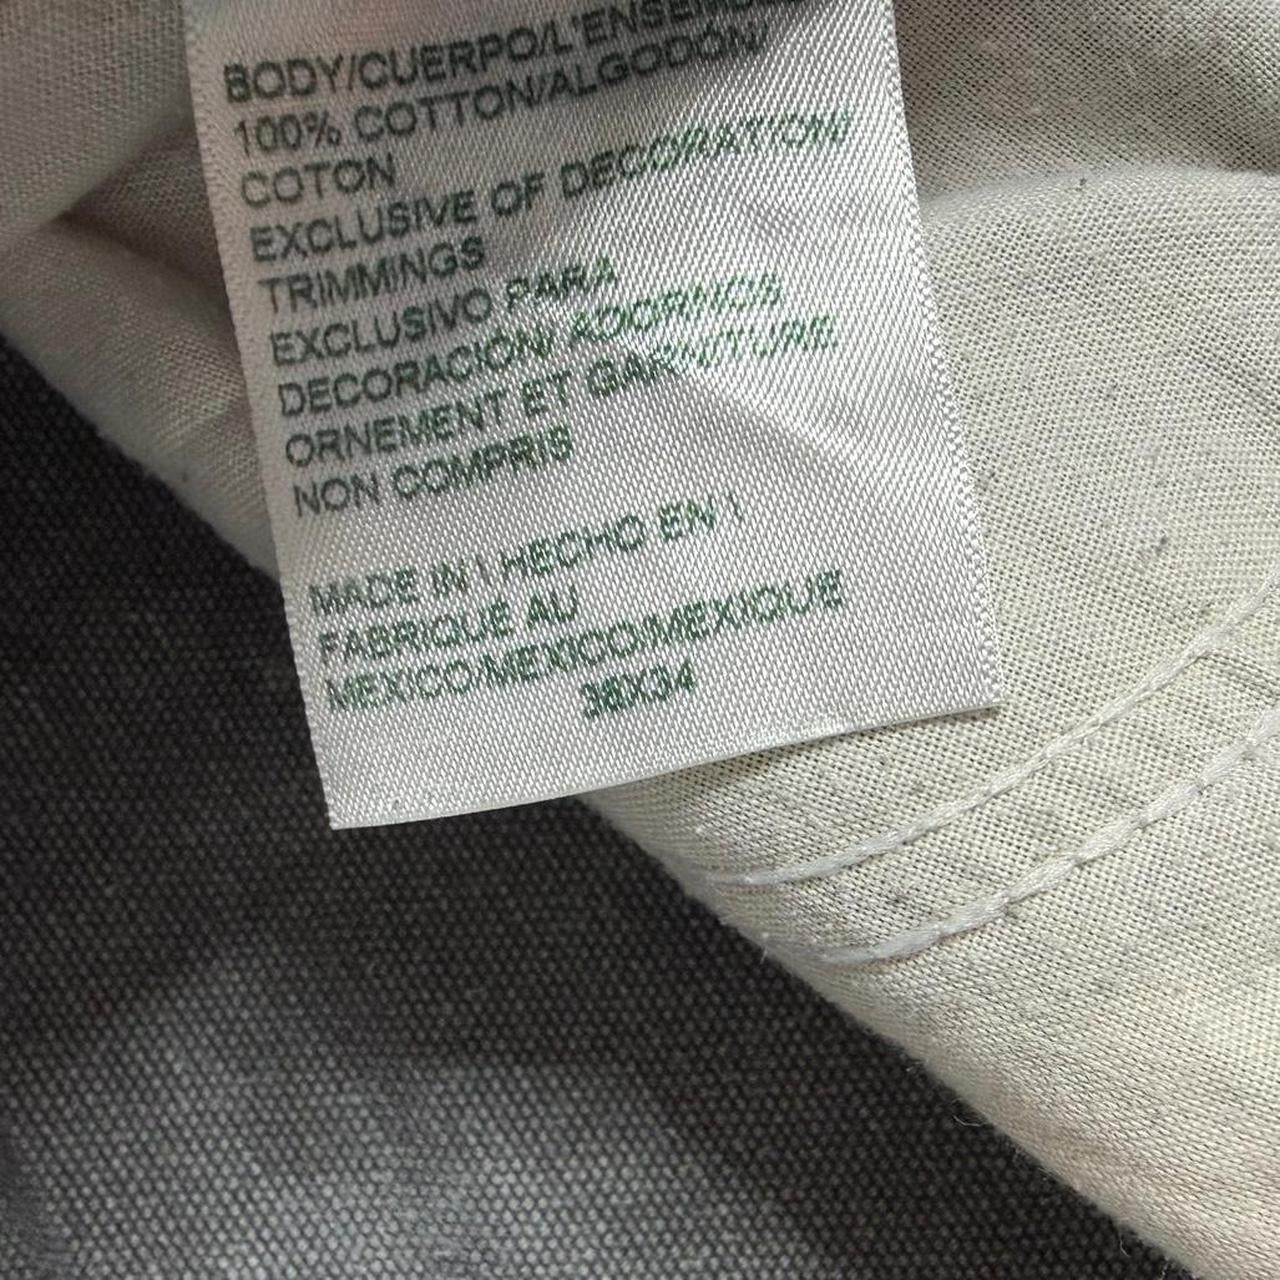 BODY/CUERPO/L'ENSEMBLE
100% COTTON/ALGODÓN/
COTON
EXCLUSIVE OF DECORATION/
TRIMMINGS
EXCLUSIVO PARA
DECORACIÓN/ ADORNOS
ORNEMENT ET GARNITURE
NON COMPRIS
MADE IN \ HECHO EN \
FABRIQUE AU
MEXICO/MEXICO/MEXIQUE
38X34